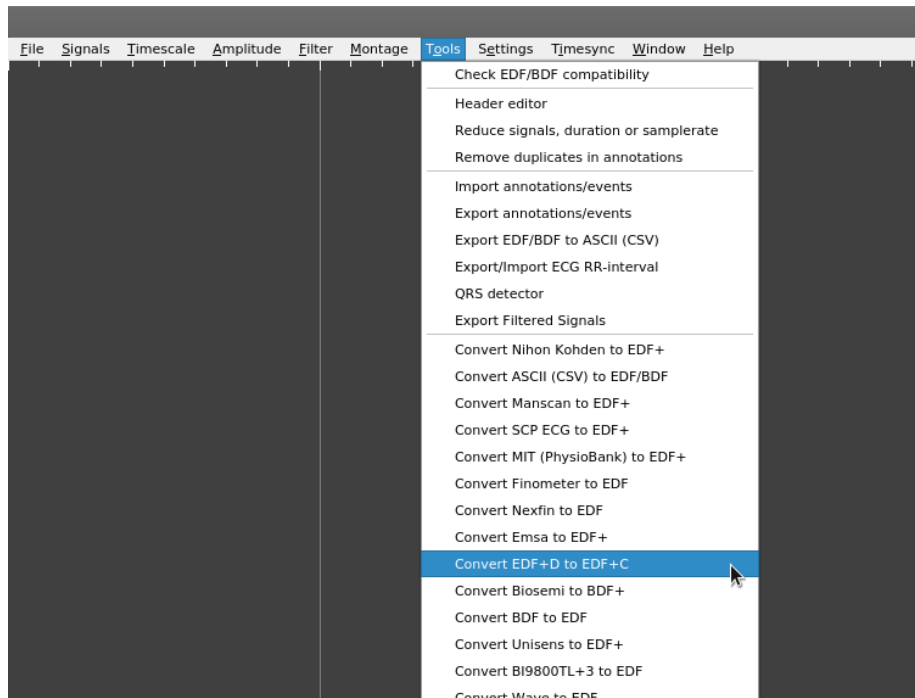 File Signals Timescale Amplitude Filter Montage Tools Settings Timesync Window Help
Check EDF/BDF compatibility
Header editor
Reduce signals, duration or samplerate
Remove duplicates in annotations
Import annotations/events
Export annotations/events
Export EDF/BDF to ASCII (CSV)
Export/Import ECG RR-interval
QRS detector
Export Filtered Signals
Convert Nihon Kohden to EDF+
Convert ASCII (CSV) to EDF/BDF
Convert Manscan to EDF+
Convert SCP ECG to EDF+
Convert MIT (PhysioBank) to EDF+
Convert Finometer to EDF
Convert Nexfin to EDF
Convert Emsa to EDF+
Convert EDF+D to EDF+C
Convert Biosemi to BDF+
Convert BDF to EDF
Convert Unisens to EDF+
Convert BI9800TL+3 to EDF
Convert Wave to EDF